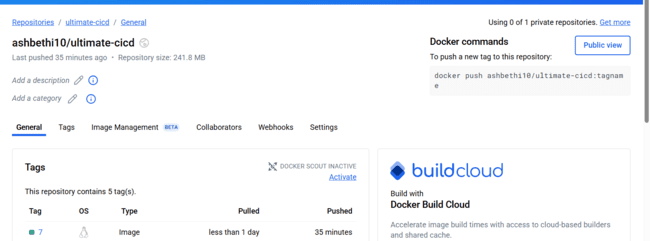 Repositories / ultimate-cicd / General
Using 0 of 1 private repositories. Get more
ashbethi10/ultimate-cicd
Last pushed 35 minutes ago • Repository size: 241.8 MB
Add a description
Add a category
Docker commands
Public view
To push a new tag to this repository:
docker push ashbethi10/ultimate-cicd:tagnam
e
General Tags Image Management BETA Collaborators Webhooks Settings
Tags
DOCKER SCOUT INACTIVE
Activate
This repository contains 5 tag(s).
Tag OS Type Pulled Pushed
7 Image less than 1 day 35 minutes
buildcloud
Build with
Docker Build Cloud
Accelerate image build times with access to cloud-based builders
and shared cache.